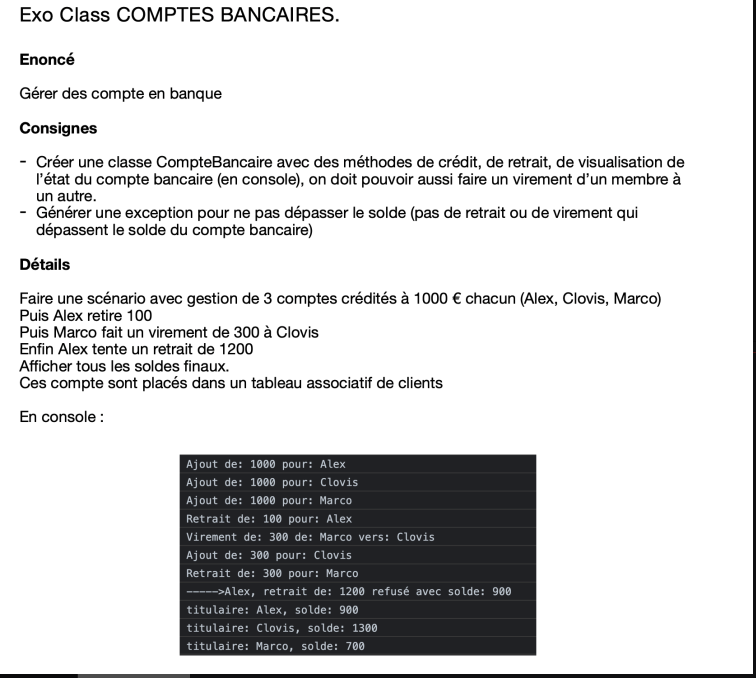 Exo Class COMPTES BANCAIRES.
Enoncé
Gérer des compte en banque
Consignes
- Créer une classe CompteBancaire avec des méthodes de crédit, de retrait, de visualisation de
l'état du compte bancaire (en console), on doit pouvoir aussi faire un virement d'un membre à
un autre.
- Générer une exception pour ne pas dépasser le solde (pas de retrait ou de virement qui
dépassent le solde du compte bancaire)
Détails
Faire une scénario avec gestion de 3 comptes crédités à 1000 € chacun (Alex, Clovis, Marco)
Puis Alex retire 100
Puis Marco fait un virement de 300 à Clovis
Enfin Alex tente un retrait de 1200
Afficher tous les soldes finaux.
Ces compte sont placés dans un tableau associatif de clients
En console :
Ajout de: 1000 pour: Alex
Ajout de: 1000 pour: Clovis
Ajout de: 1000 pour: Marco
Retrait de: 100 pour: Alex
Virement de: 300 de: Marco vers: Clovis
Ajout de: 300 pour: Clovis
Retrait de: 300 pour: Marco
----->Alex, retrait de: 1200 refusé avec solde: 900
titulaire: Alex, solde: 900
titulaire: Clovis, solde: 1300
titulaire: Marco, solde: 700